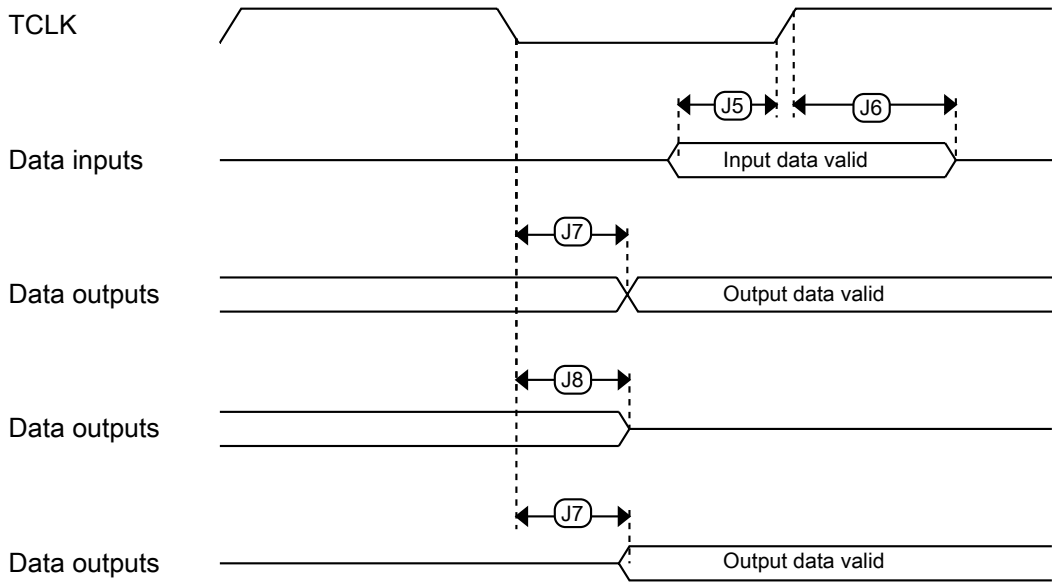 TCLK
J5
J6
Data inputs
Input data valid
J7
Data outputs
Output data valid
J8
Data outputs
J7
Data outputs
Output data valid